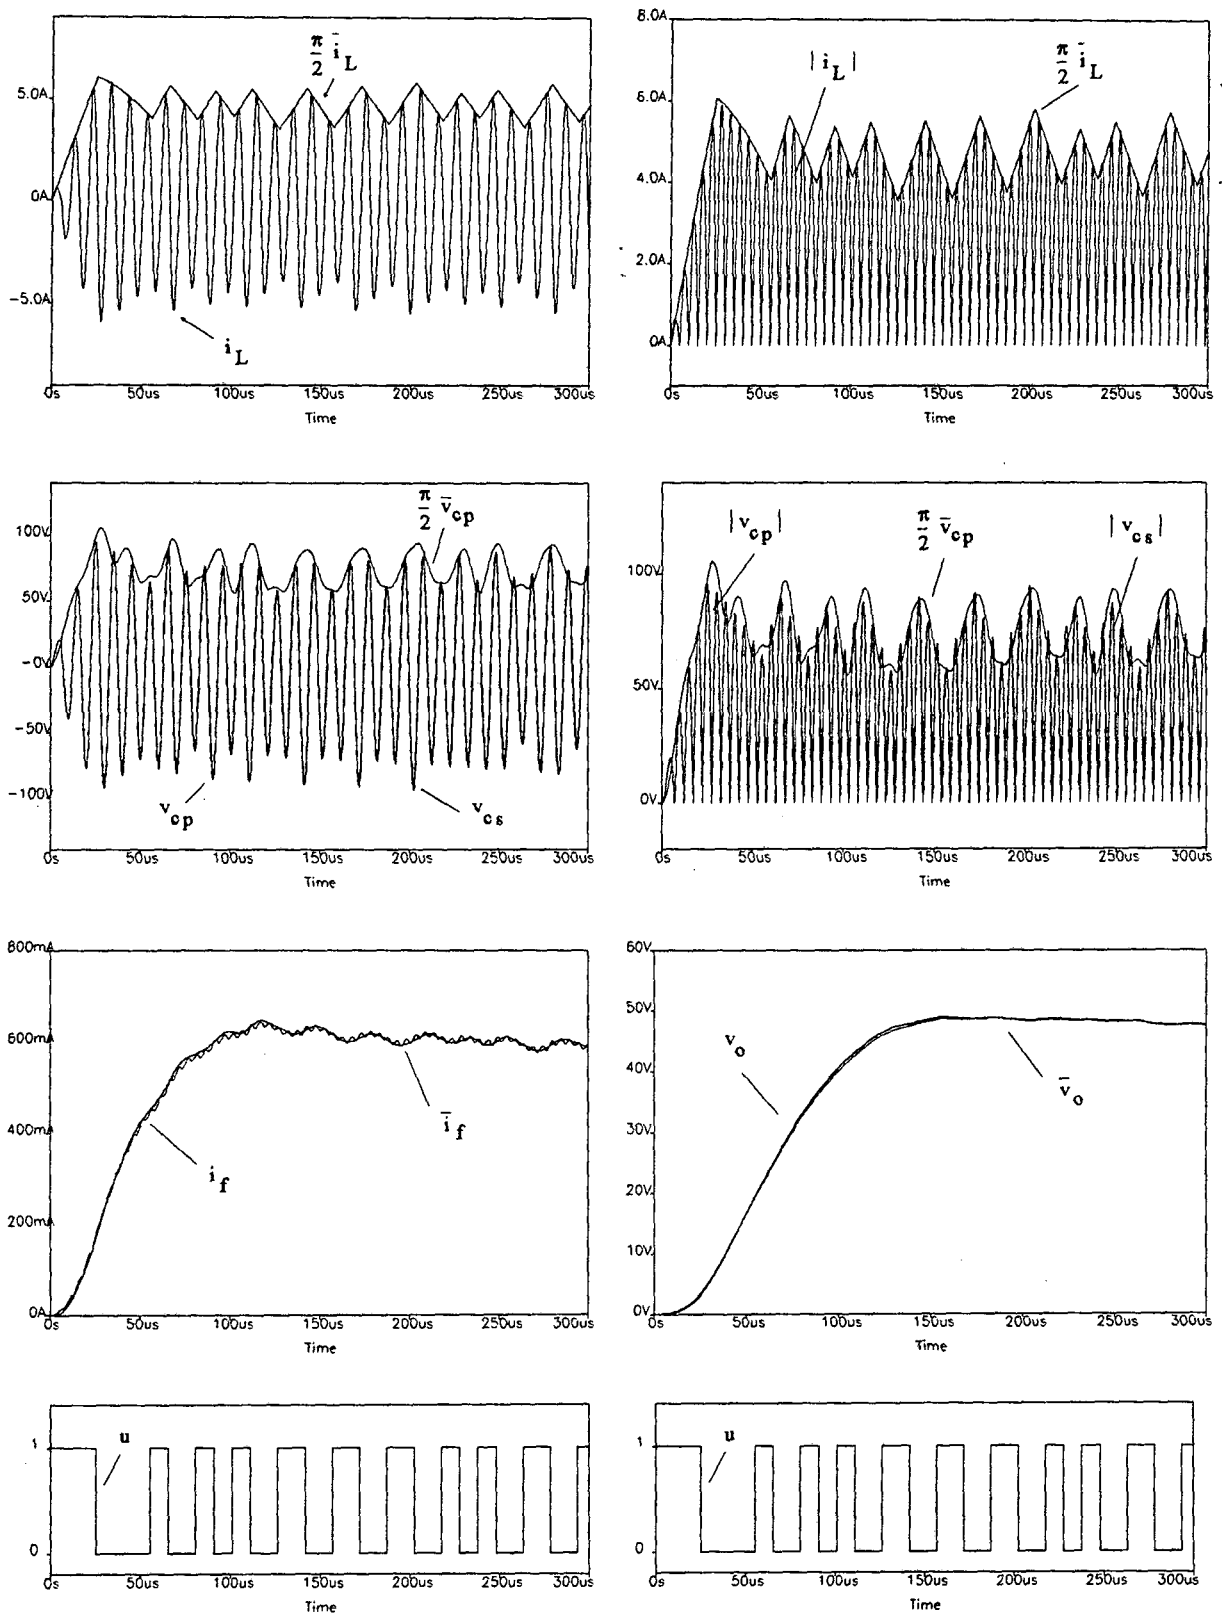 5.0A
0A
-5.0A
π/2 i̅_L
i_L
0s 50us 100us 150us 200us 250us 300us
Time
8.0A
6.0A
4.0A
2.0A
0A
| i_L |
π/2 i̅_L
0s 50us 100us 150us 200us 250us 300us
Time
100V
50V
-0V
-50V
-100V
π/2 v̅_cp
v_cp
v_cs
0s 50us 100us 150us 200us 250us 300us
Time
100V
50V
0V
| v_cp |
π/2 v̅_cp
| v_cs |
0s 50us 100us 150us 200us 250us 300us
Time
800mA
600mA
400mA
200mA
0A
i̅_f
i_f
0s 50us 100us 150us 200us 250us 300us
Time
60V
50V
40V
30V
20V
10V
0V
v_o
v̅_o
0s 50us 100us 150us 200us 250us 300us
Time
1
0
u
0s 50us 100us 150us 200us 250us 300us
Time
1
0
u
0s 50us 100us 150us 200us 250us 300us
Time